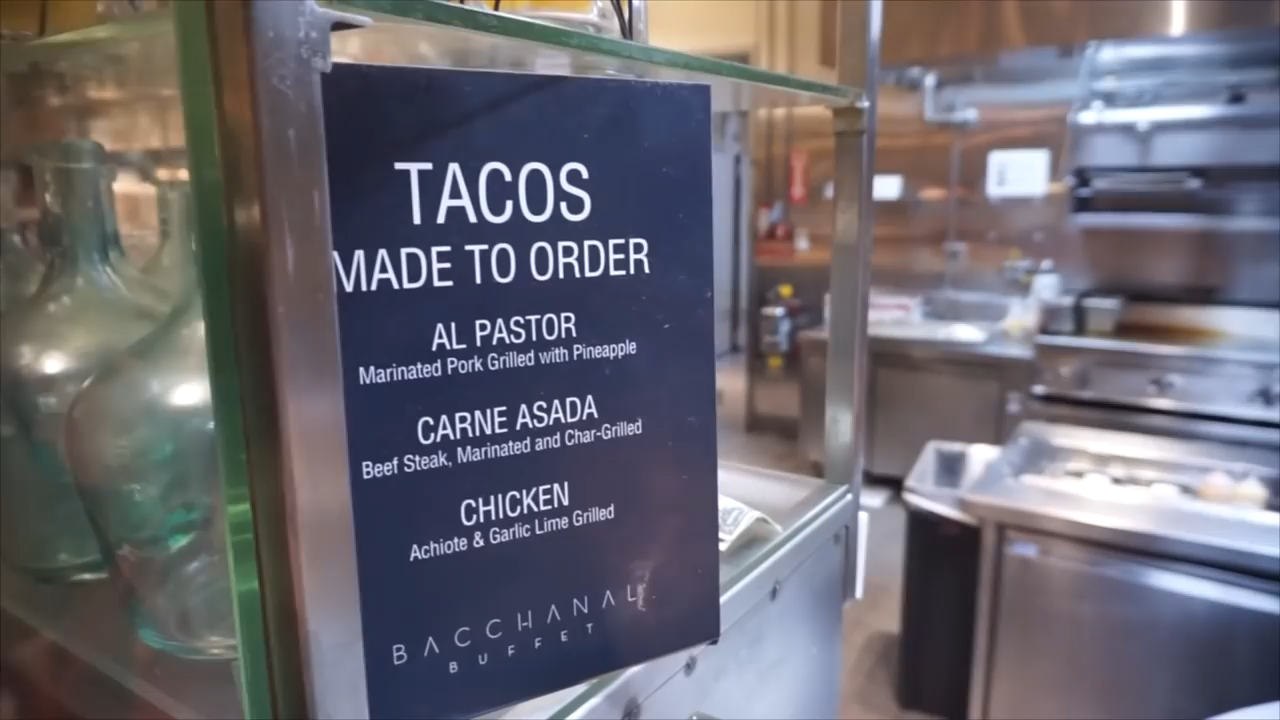 TACOS
MADE TO ORDER
AL PASTOR
Marinated Pork Grilled with Pineapple
CARNE ASADA
Beef Steak, Marinated and Char-Grilled
CHICKEN
Achiote & Garlic Lime Grilled
BACCHANAL
BUFFET